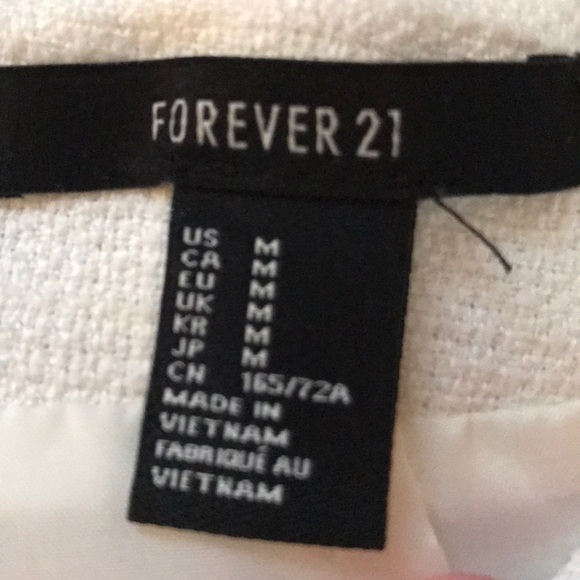 FOREVER 21
US M
CA M
EU M
UK M
KR M
JP M
CN 165/72A
MADE IN
VIETNAM
FABRIQUÉ AU
VIETNAM